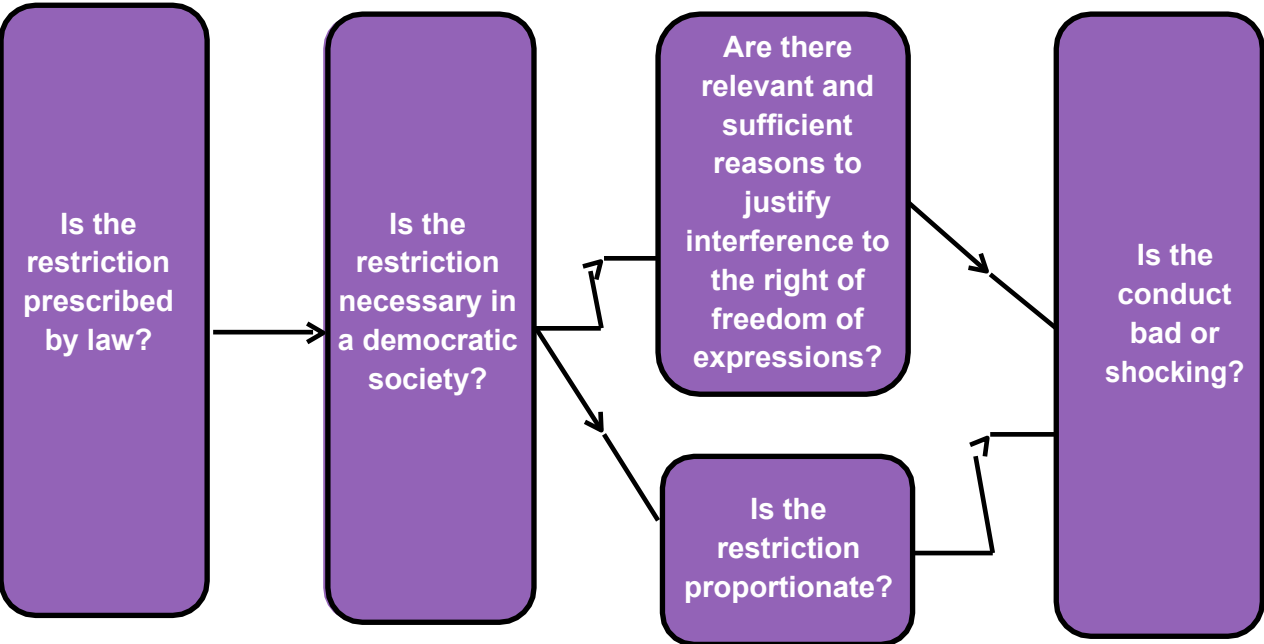 Is the
restriction
prescribed
by law?
Is the
restriction
necessary in
a democratic
society?
Are there
relevant and
sufficient
reasons to
justify
interference to
the right of
freedom of
expressions?
Is the
restriction
proportionate?
Is the
conduct
bad or
shocking?